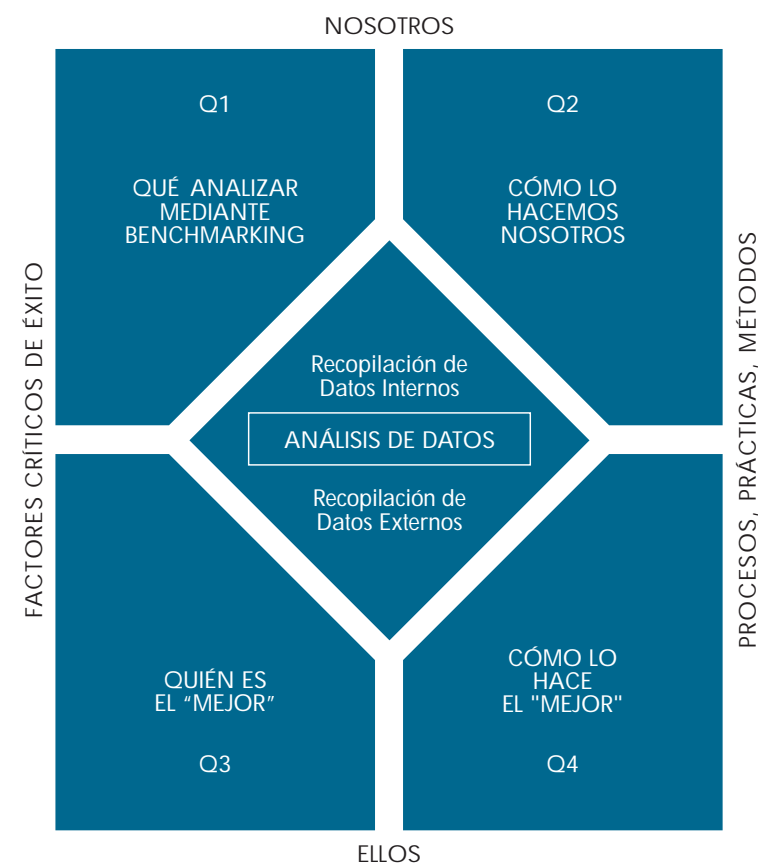 NOSOTROS
Q1
QUÉ ANALIZAR
MEDIANTE
BENCHMARKING
Q2
CÓMO LO
HACEMOS
NOSOTROS
FACTORES CRÍTICOS DE ÉXITO
PROCESOS, PRÁCTICAS, MÉTODOS
Recopilación de
Datos Internos
ANÁLISIS DE DATOS
Recopilación de
Datos Externos
QUIÉN ES
EL “MEJOR”
Q3
CÓMO LO
HACE
EL "MEJOR"
Q4
ELLOS